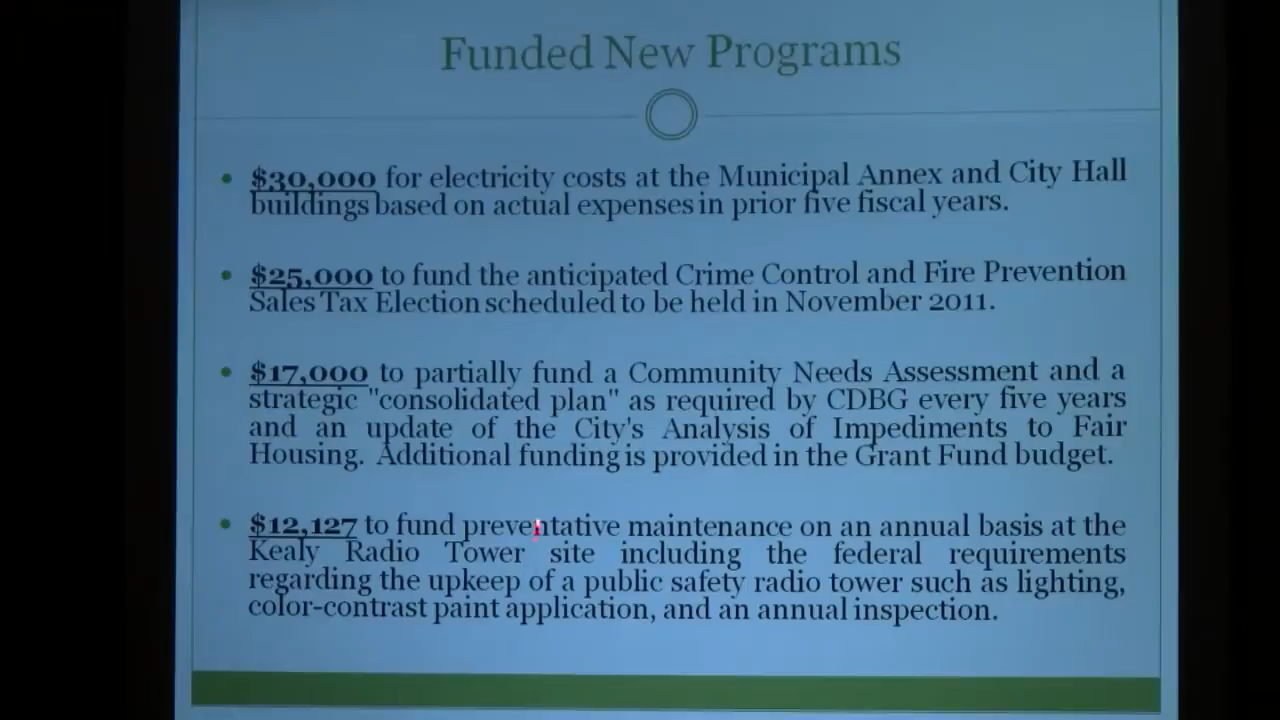 Funded New Programs
• $30,000 for electricity costs at the Municipal Annex and City Hall
buildings based on actual expenses in prior five fiscal years.
• $25,000 to fund the anticipated Crime Control and Fire Prevention
Sales Tax Election scheduled to be held in November 2011.
• $17,000 to partially fund a Community Needs Assessment and a
strategic "consolidated plan" as required by CDBG every five years
and an update of the City's Analysis of Impediments to Fair
Housing. Additional funding is provided in the Grant Fund budget.
• $12,127 to fund preventative maintenance on an annual basis at the
Kealy Radio Tower site including the federal requirements
regarding the upkeep of a public safety radio tower such as lighting,
color-contrast paint application, and an annual inspection.